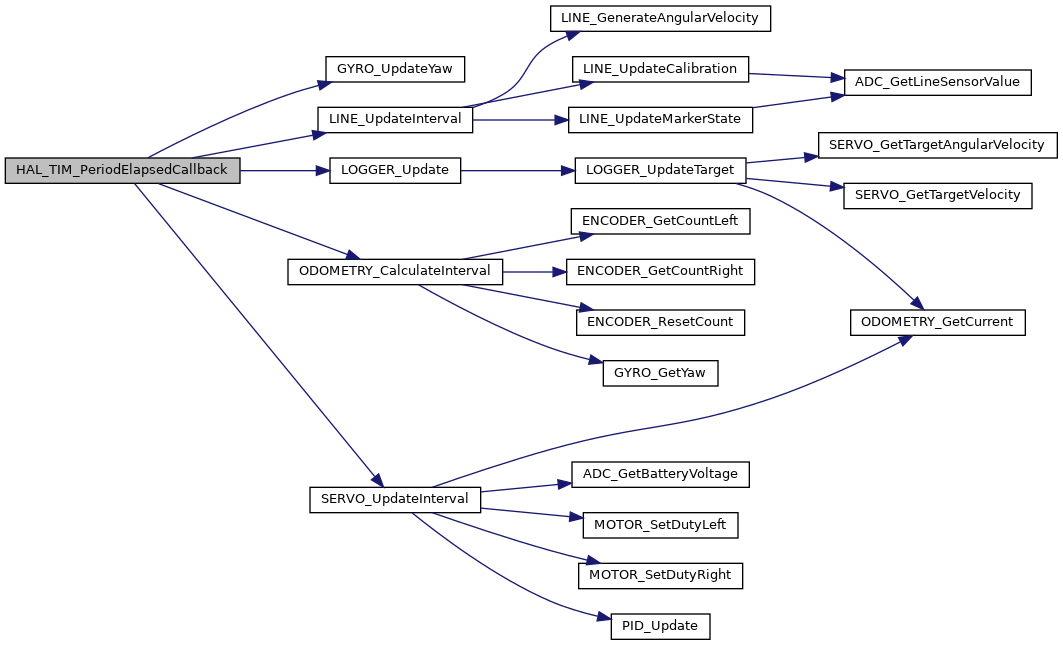 LINE_GenerateAngularVelocity
GYRO_UpdateYaw
LINE_UpdateCalibration
ADC_GetLineSensorValue
LINE_UpdateInterval
LINE_UpdateMarkerState
SERVO_GetTargetAngularVelocity
HAL_TIM_PeriodElapsedCallback
LOGGER_Update
LOGGER_UpdateTarget
SERVO_GetTargetVelocity
ENCODER_GetCountLeft
ODOMETRY_CalculateInterval
ENCODER_GetCountRight
ENCODER_ResetCount
ODOMETRY_GetCurrent
GYRO_GetYaw
ADC_GetBatteryVoltage
SERVO_UpdateInterval
MOTOR_SetDutyLeft
MOTOR_SetDutyRight
PID_Update